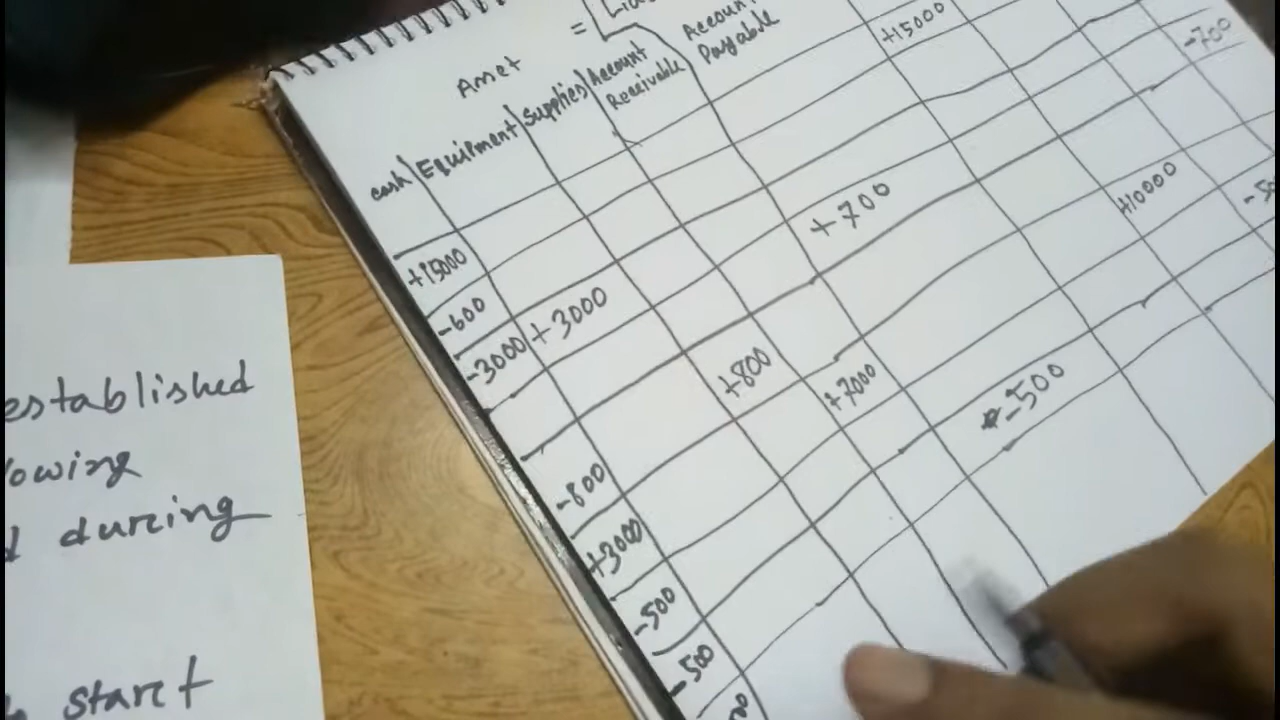 Asset =
cash Equipment Supplies Account Receivable Account Payable
+15000 +15000
-600
-3000 +3000
+700 -700
-800 +800
+3000 +7000 +10000
-500
-500 -500
established
lowing
during
start